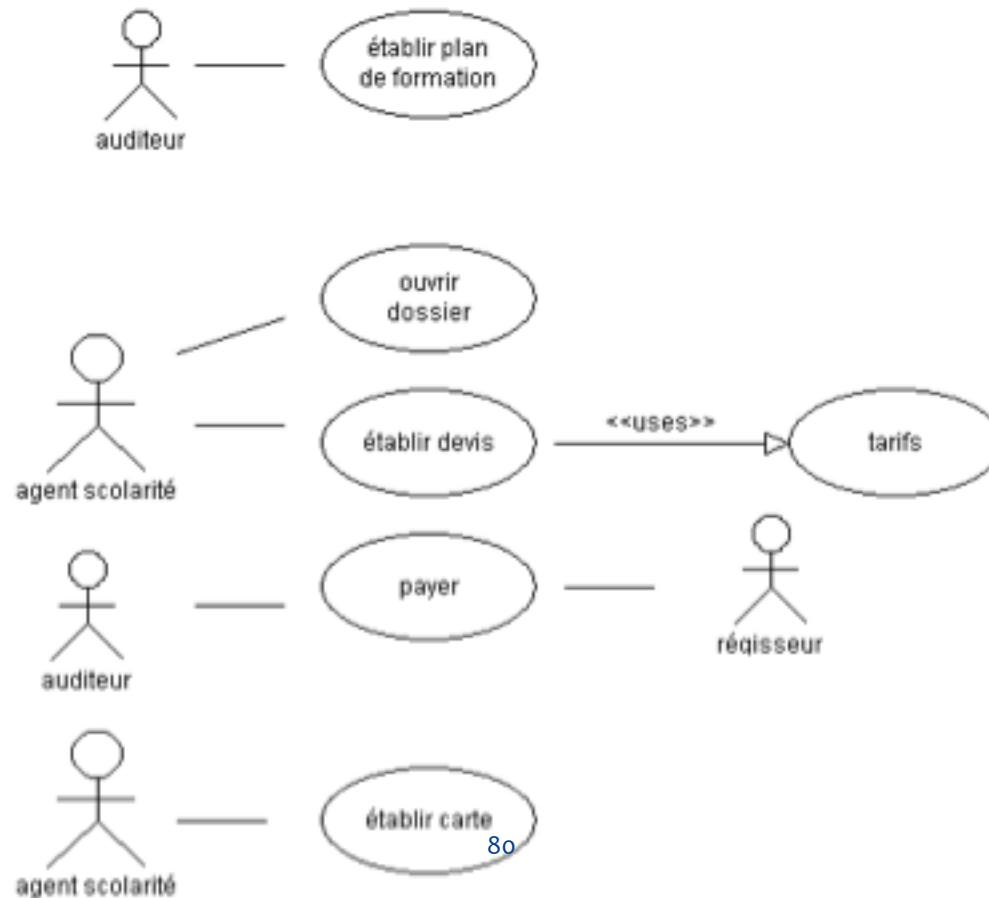 établir plan
de formation
auditeur
ouvrir
dossier
agent scolarité
établir devis
<<uses>>
tarifs
payer
auditeur
régisseur
établir carte
80
agent scolarité